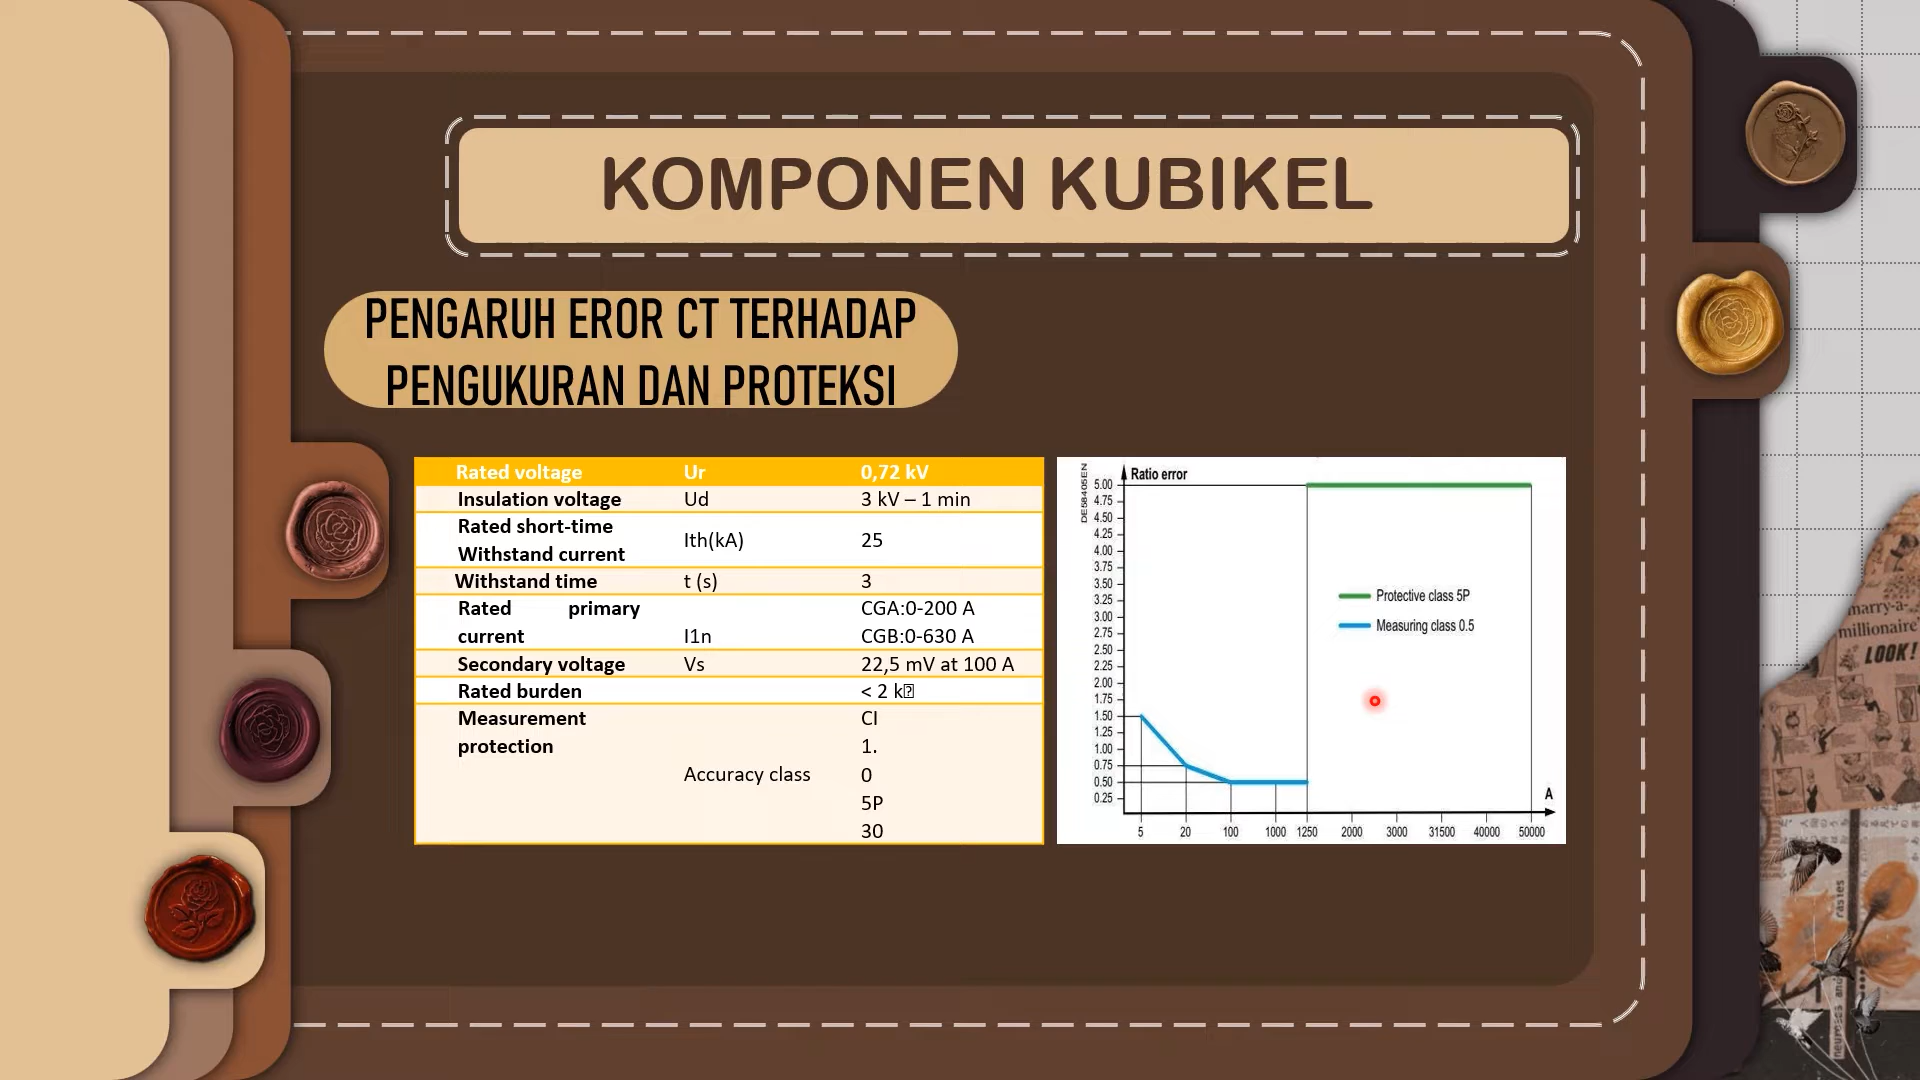 KOMPONEN KUBIKEL
PENGARUH EROR CT TERHADAP
PENGUKURAN DAN PROTEKSI
Rated voltage Ur 0,72 kV
Insulation voltage Ud 3 kV – 1 min
Rated short-time
Withstand current Ith(kA) 25
Withstand time t (s) 3
Rated primary
current I1n CGA:0-200 A
CGB:0-630 A
Secondary voltage Vs 22,5 mV at 100 A
Rated burden < 2 k
Measurement
protection Accuracy class CI
1.
0
5P
30
DE58405EN
Ratio error
5.00
4.75
4.50
4.25
4.00
3.75
3.50
3.25
3.00
2.75
2.50
2.25
2.00
1.75
1.50
1.25
1.00
0.75
0.50
0.25
Protective class 5P
Measuring class 0.5
A
5 20 100 1000 1250 2000 3000 31500 40000 50000
marry-a-
millionaire
LOOK!